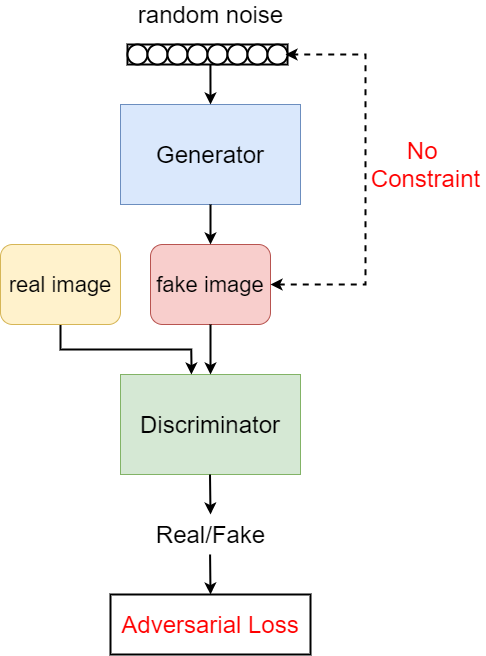 random noise
Generator
No
Constraint
real image
fake image
Discriminator
Real/Fake
Adversarial Loss